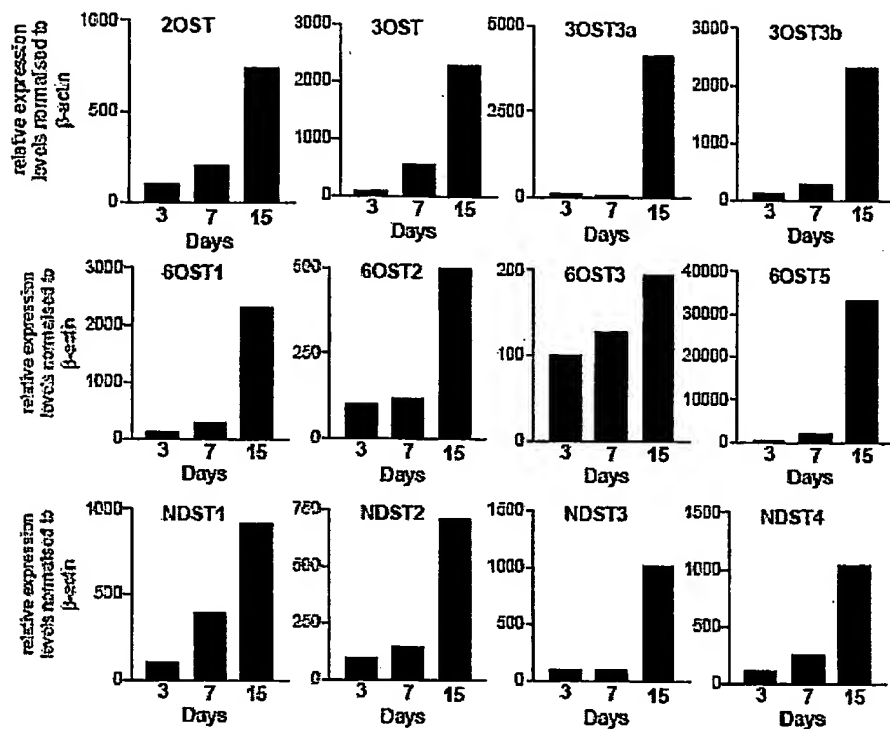 relative expression
levels normalised to
β-actin
2OST
1000
500
0
3 7 15
Days
3OST
3000
2000
1000
0
3 7 15
Days
3OST3a
5000
2500
0
3 7 15
Days
3OST3b
3000
2000
1000
0
3 7 15
Days
relative expression
levels normalised to
β-actin
6OST1
3000
2000
1000
0
3 7 15
Days
6OST2
500
250
0
3 7 15
Days
6OST3
200
100
0
3 7 15
Days
6OST5
40000
30000
20000
10000
0
3 7 15
Days
relative expression
levels normalised to
β-actin
NDST1
1000
500
0
3 7 15
Days
NDST2
750
500
250
0
3 7 15
Days
NDST3
1500
1000
500
0
3 7 15
Days
NDST4
1500
1000
500
0
3 7 15
Days